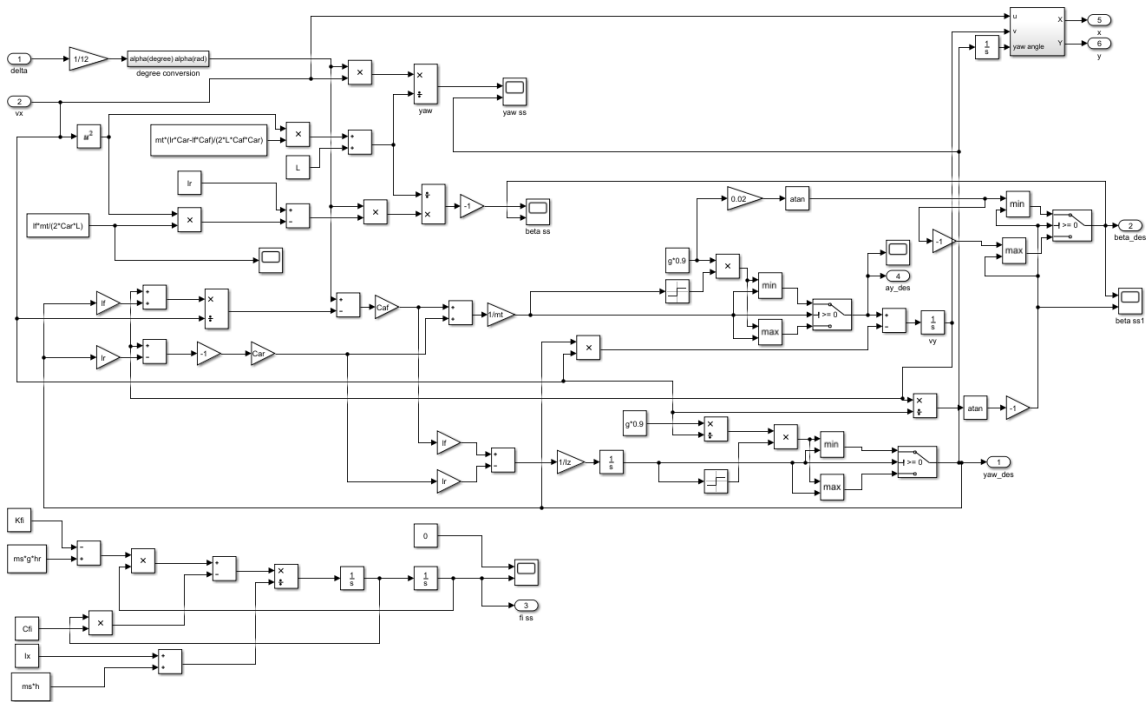 u
v
yaw angle
X
Y
5
x
6
y
1
s
1
delta
1/12
alpha(degree) alpha(rad)
degree conversion
×
×
÷
yaw
yaw ss
2
vx
mt*(lr*Car-lf*Caf)/(2*L*Caf*Car)
×
+
+
L
lr
+
−
×
×
÷
×
-1
beta ss
lf*mt/(2*Car*L)
0.02
atan
min
-1
max
>= 0
2
beta_des
beta ss1
g*0.9
×
min
max
>= 0
4
ay_des
lf
+
+
×
÷
+
−
Caf
+
+
1/mt
+
−
1
s
vy
lr
+
−
-1
Car
×
×
÷
atan
-1
g*0.9
×
÷
×
min
max
>= 0
1
yaw_des
lf
lr
+
−
1/Iz
1
s
Kfi
ms*g*hr
−
+
×
+
−
×
÷
1
s
1
s
0
3
fi ss
Cfi
×
Ix
ms*h
+
+